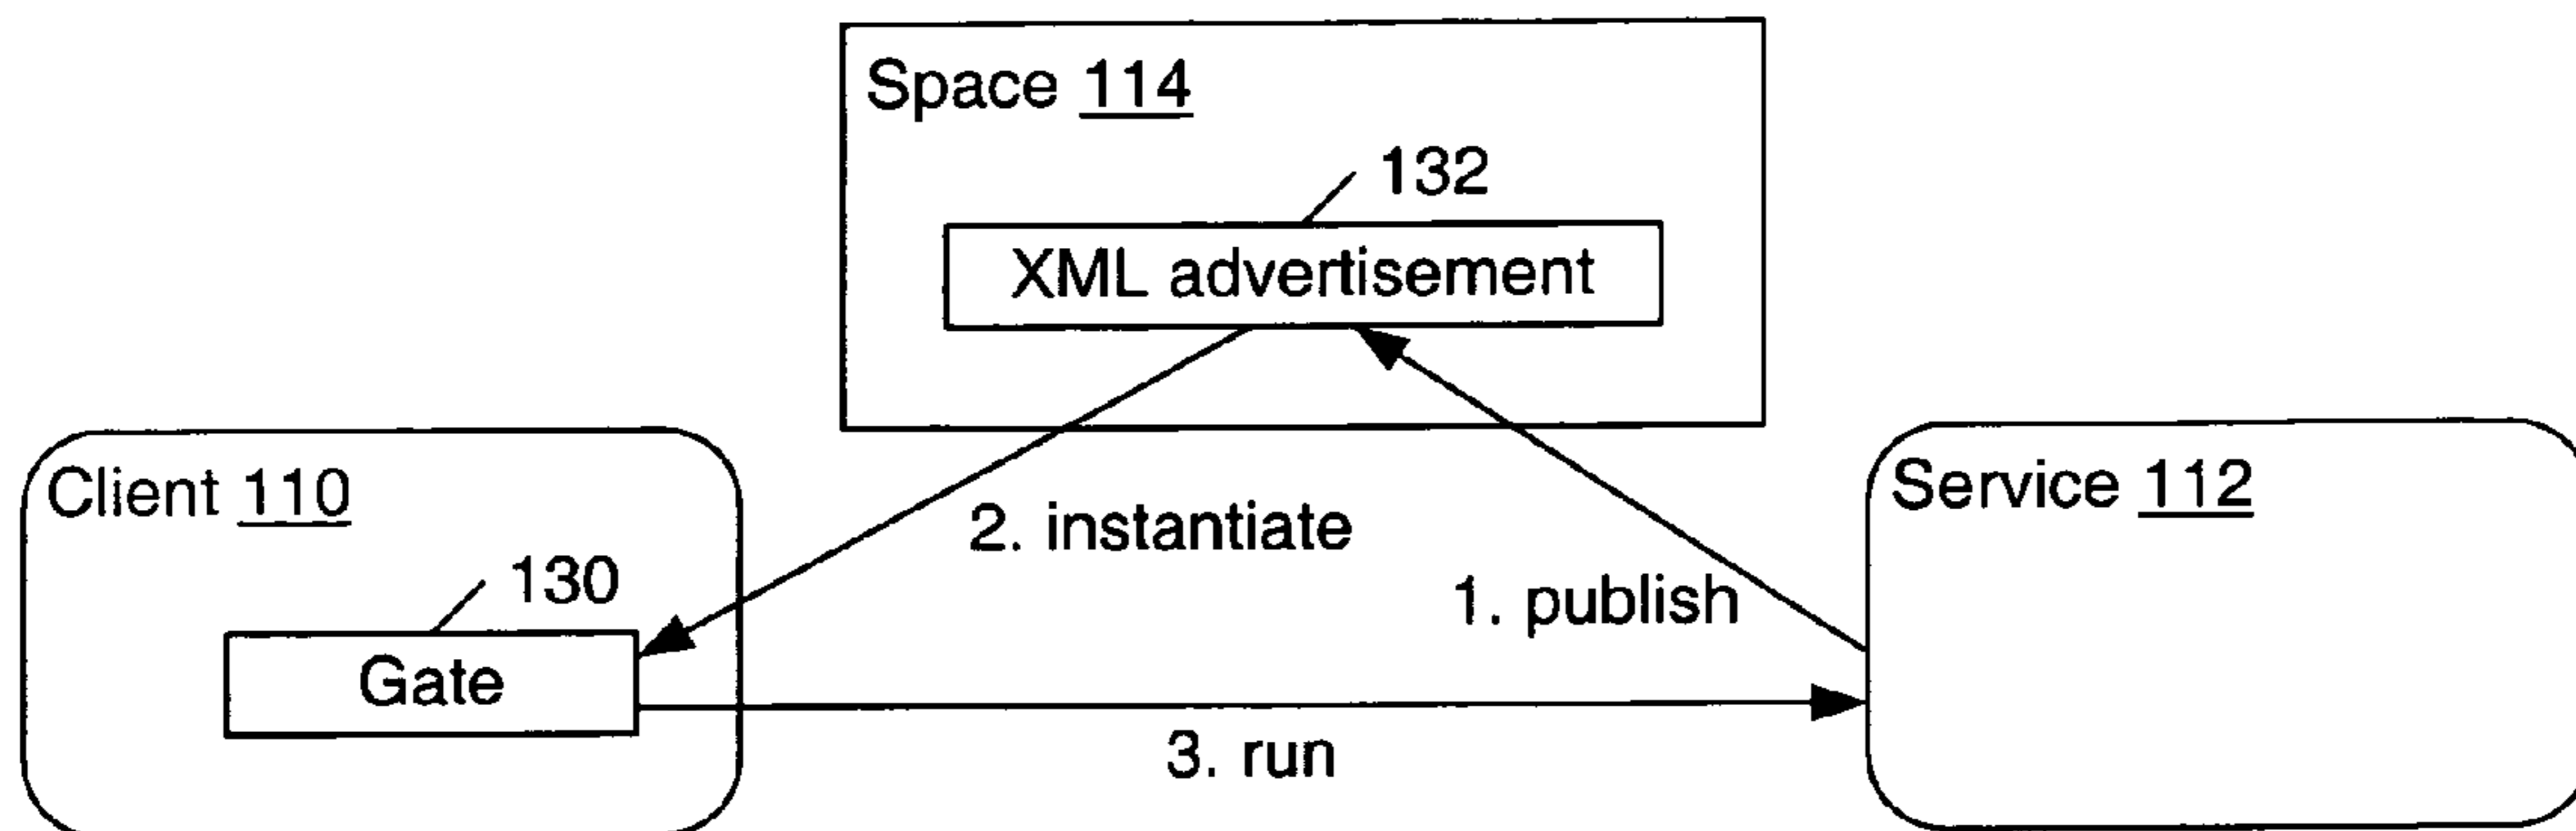 Space 114
132
XML advertisement
Client 110
2. instantiate
Service 112
130
1. publish
Gate
3. run